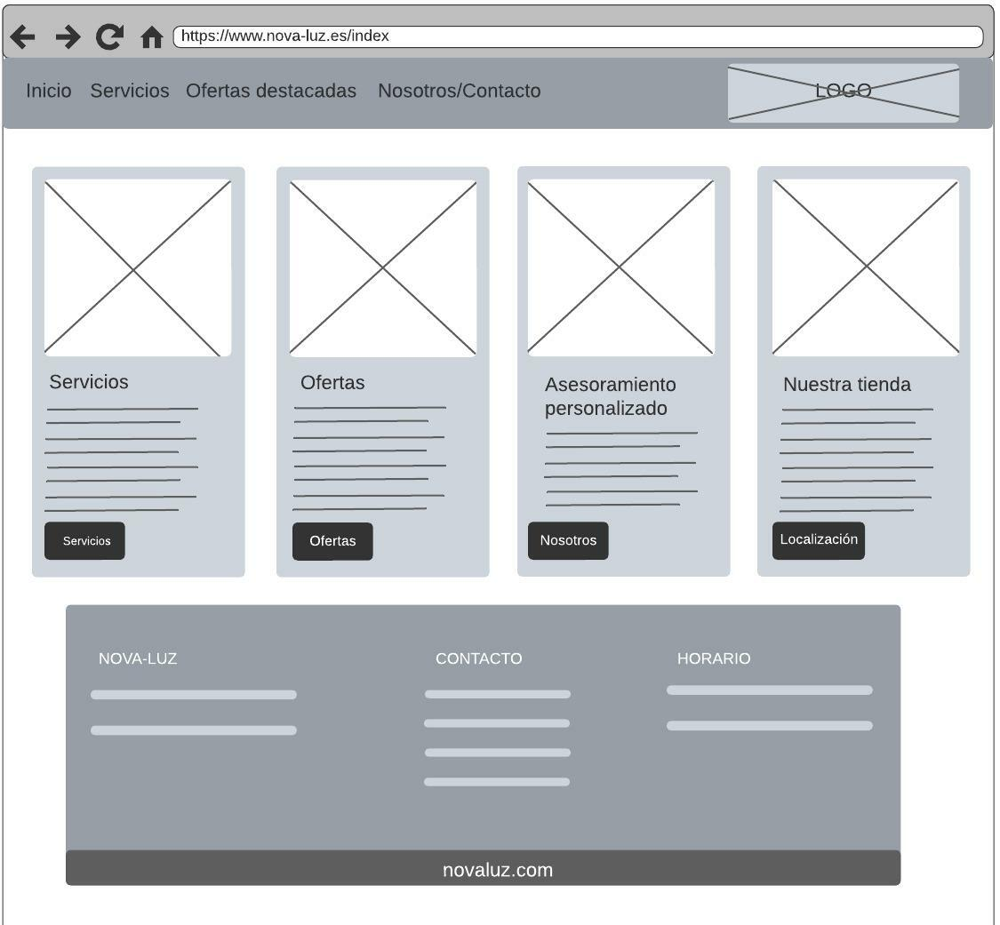 https://www.nova-luz.es/index
Inicio Servicios Ofertas destacadas Nosotros/Contacto LOGO
Servicios
Ofertas
Asesoramiento
personalizado
Nuestra tienda
Servicios
Ofertas
Nosotros
Localización
NOVA-LUZ
CONTACTO
HORARIO
novaluz.com